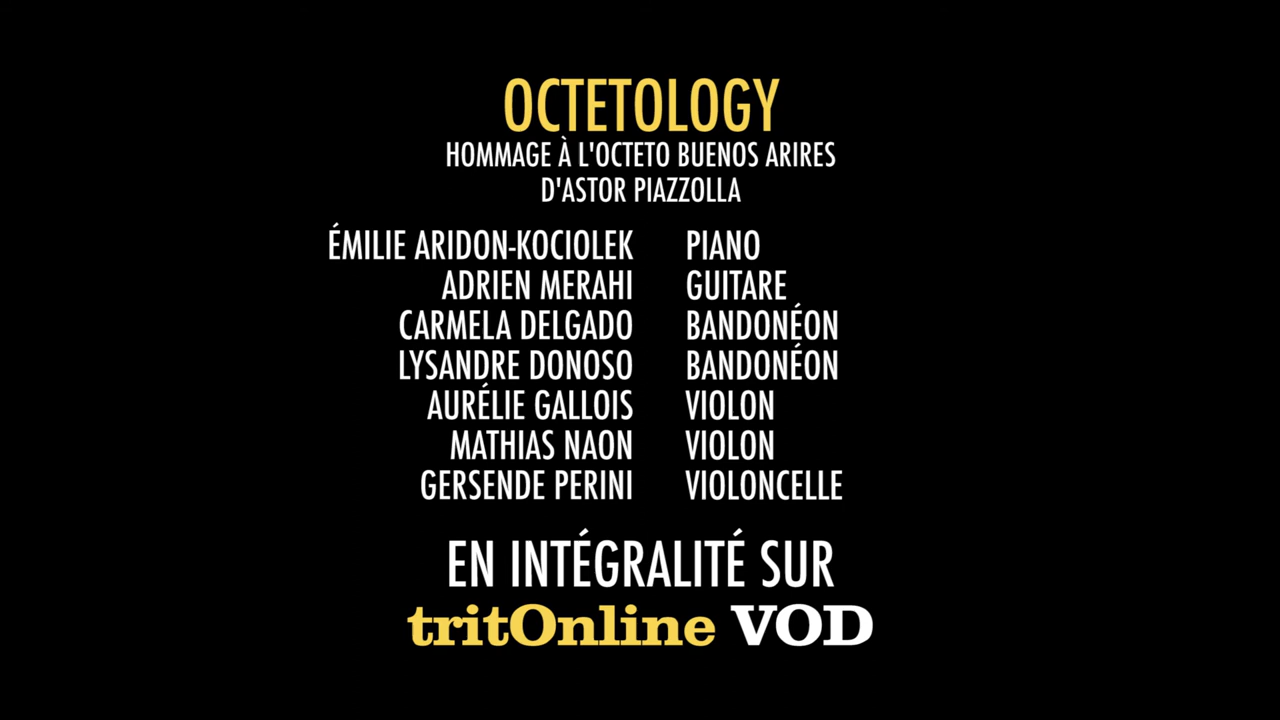 OCTETOLOGY
HOMMAGE À L'OCTETO BUENOS ARIRES
D'ASTOR PIAZZOLLA
ÉMILIE ARIDON-KOCIOLEK PIANO
ADRIEN MERAHI GUITARE
CARMELA DELGADO BANDONÉON
LYSANDRE DONOSO BANDONÉON
AURÉLIE GALLOIS VIOLON
MATHIAS NAON VIOLON
GERSENDE PERINI VIOLONCELLE
EN INTÉGRALITÉ SUR
tritOnline VOD